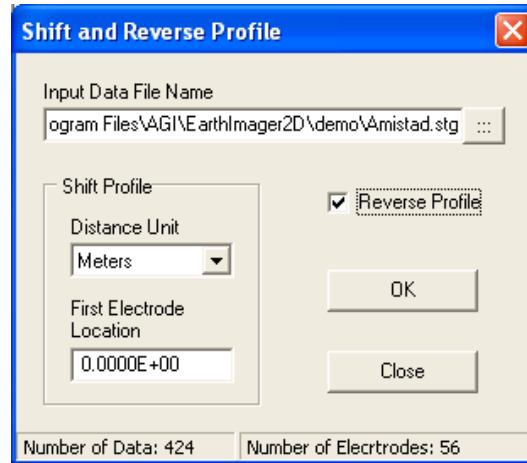 Shift and Reverse Profile
Input Data File Name
ogram Files\AGI\EarthImager2D\demo\Amistad.stg
:::
Shift Profile
Distance Unit
Meters
First Electrode
Location
0.0000E+00
Reverse Profile
OK
Close
Number of Data: 424
Number of Elecrtrodes: 56